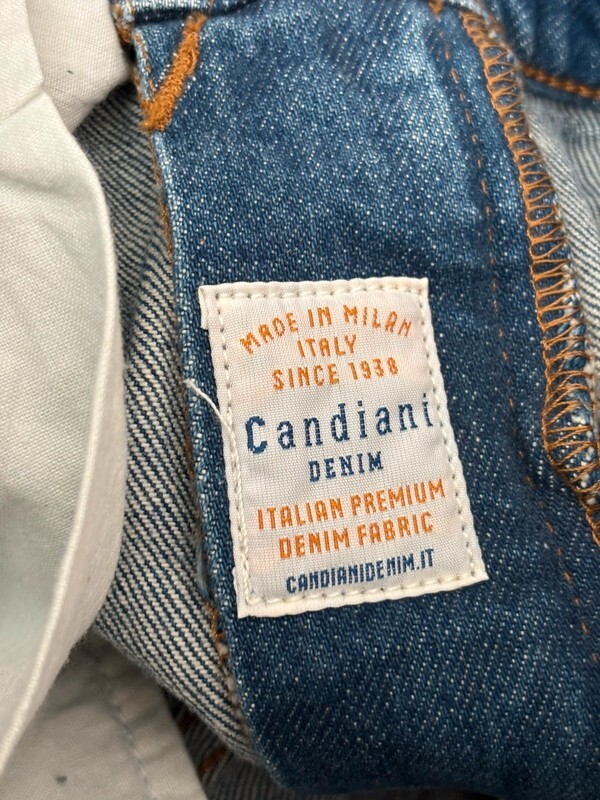 MADE IN MILAN
ITALY
SINCE 1938
Candiani
DENIM
ITALIAN PREMIUM
DENIM FABRIC
CANDIANIDENIM.IT